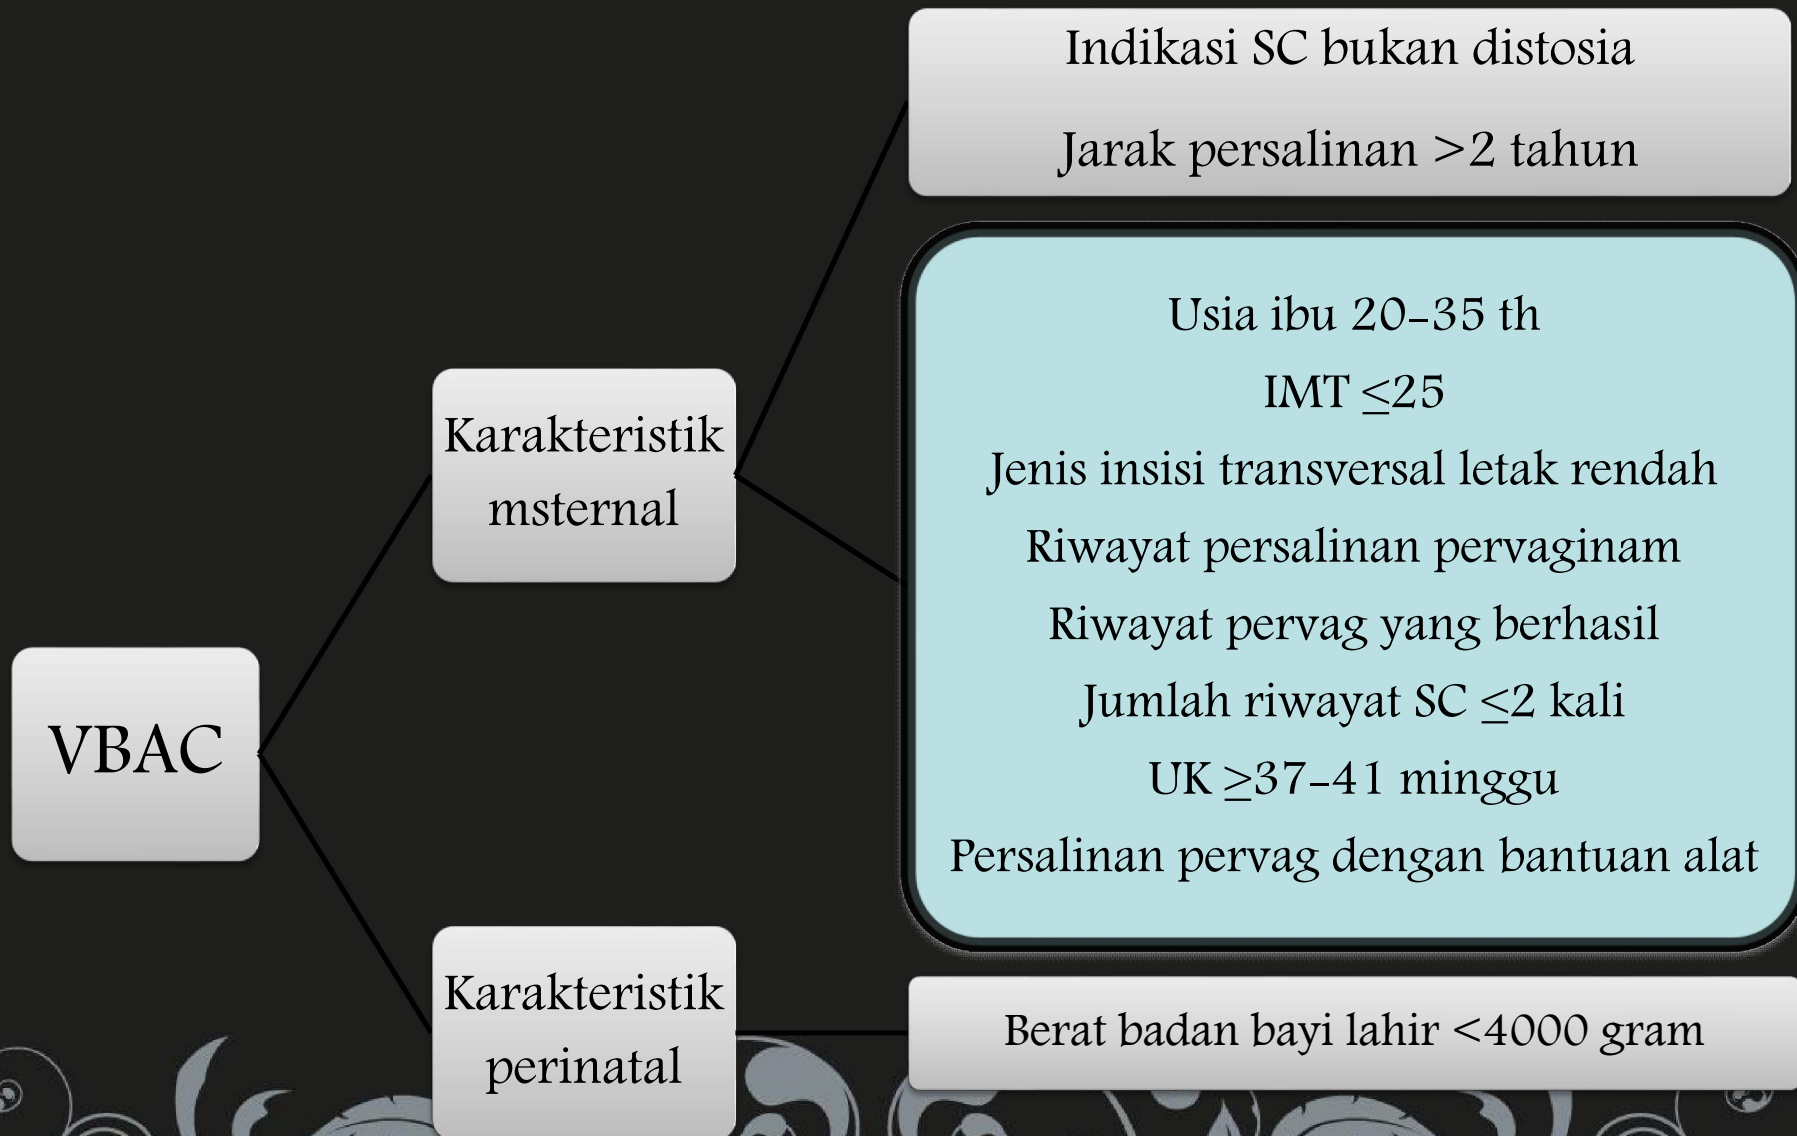 VBAC
Karakteristik
msternal
Indikasi SC bukan distosia
Jarak persalinan >2 tahun
Usia ibu 20-35 th
IMT ≤25
Jenis insisi transversal letak rendah
Riwayat persalinan pervaginam
Riwayat pervag yang berhasil
Jumlah riwayat SC ≤2 kali
UK ≥37-41 minggu
Persalinan pervag dengan bantuan alat
Karakteristik
perinatal
Berat badan bayi lahir <4000 gram